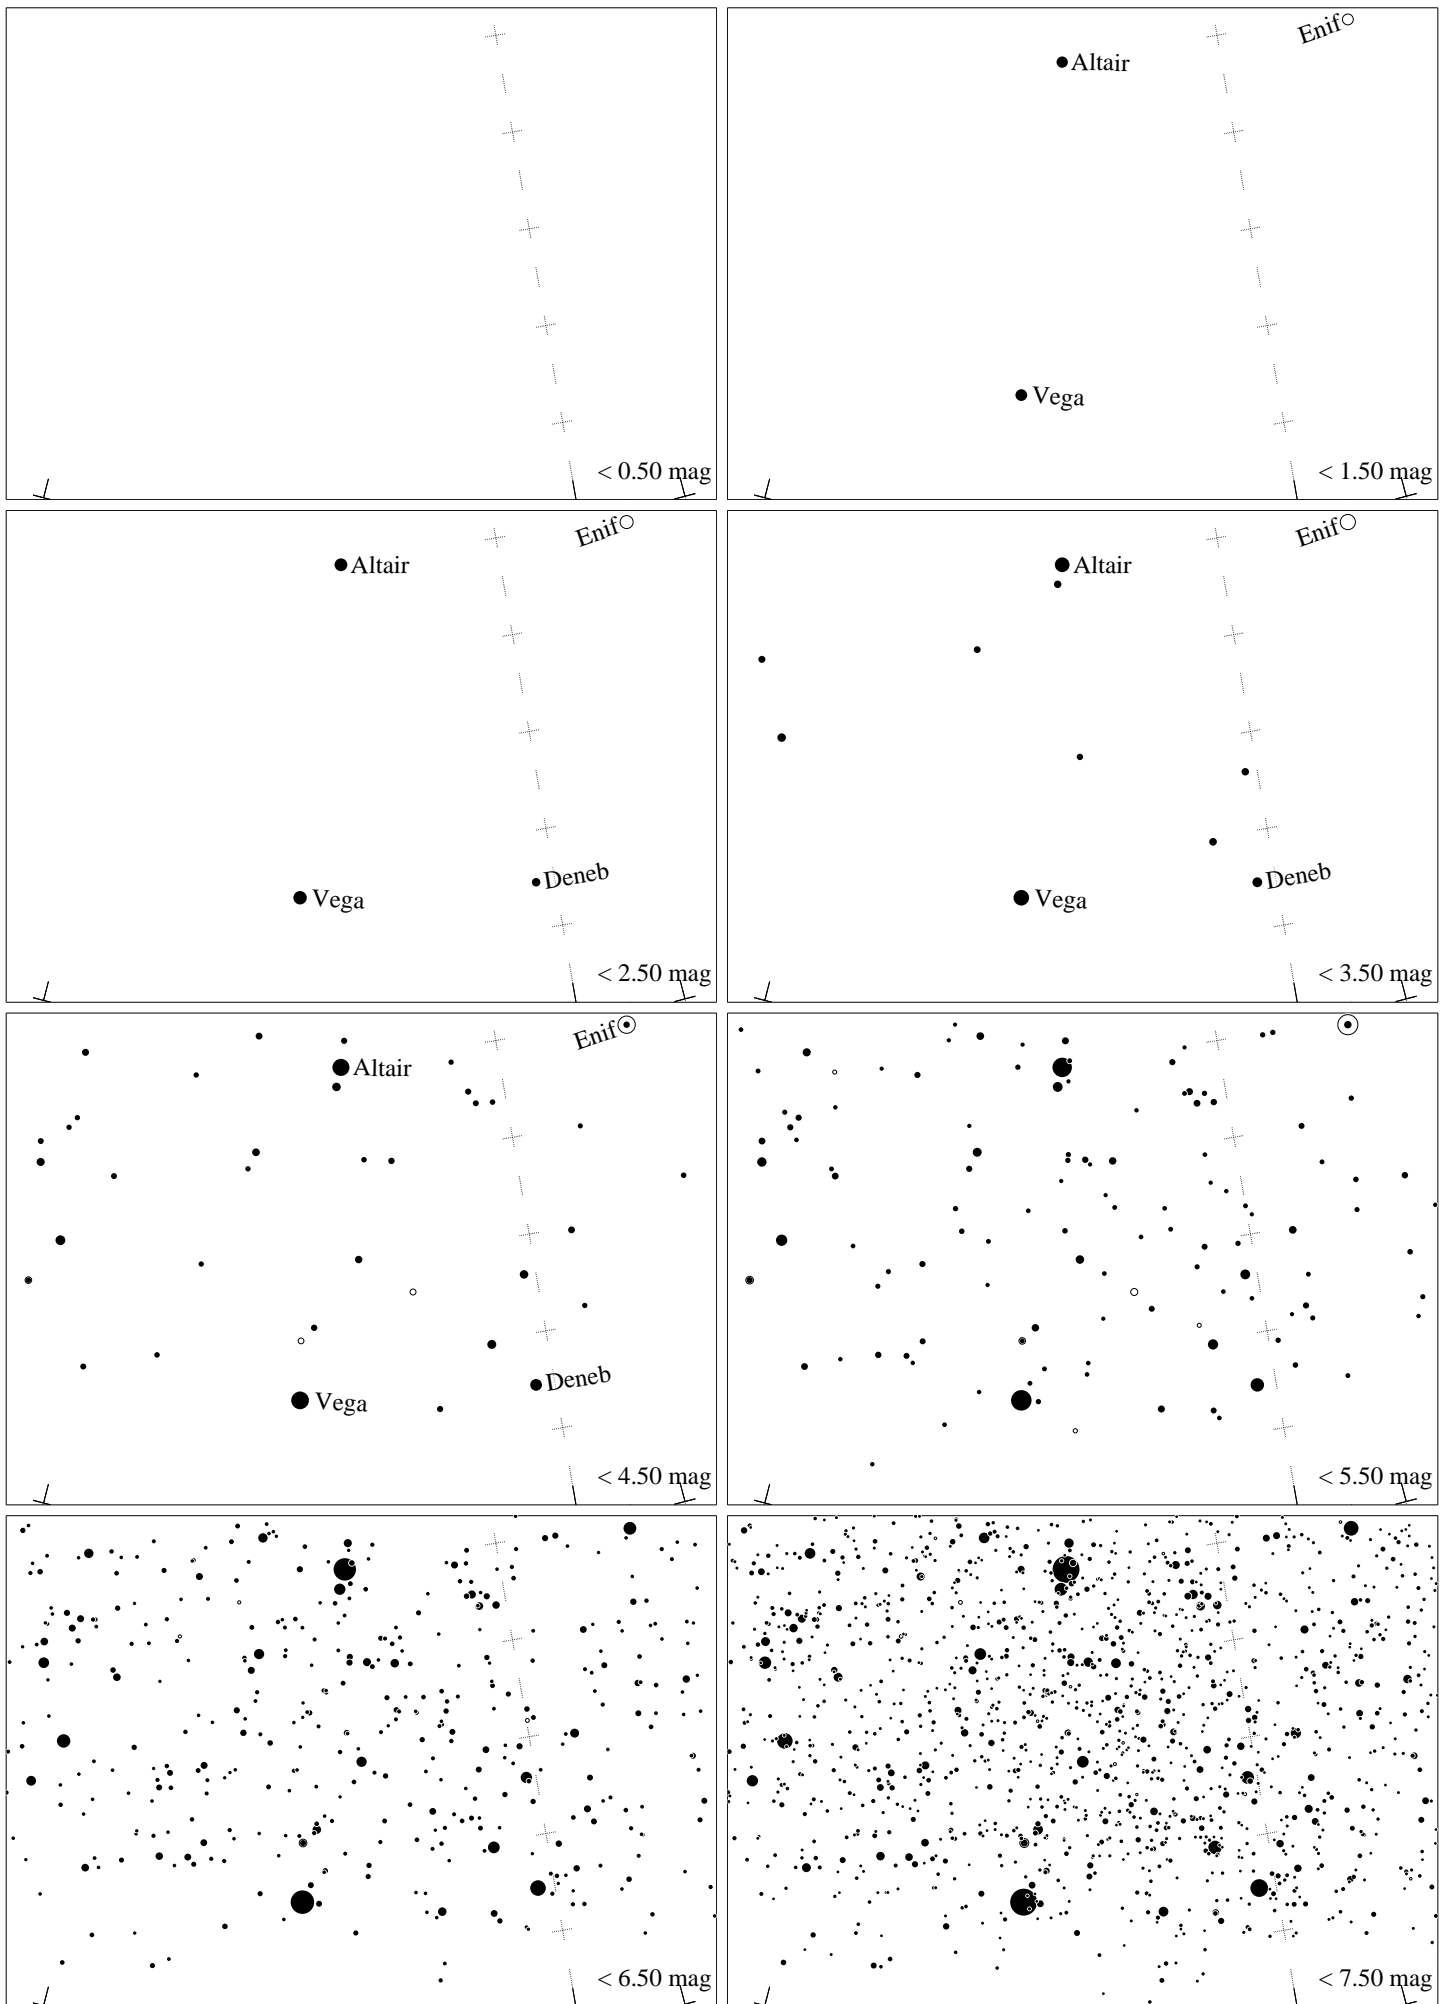 < 0.50 mag
Enif
Altair
Vega
< 1.50 mag
Enif
Altair
Deneb
Vega
< 2.50 mag
Enif
Altair
Deneb
Vega
< 3.50 mag
Enif
Altair
Deneb
Vega
< 4.50 mag
< 5.50 mag
< 6.50 mag
< 7.50 mag